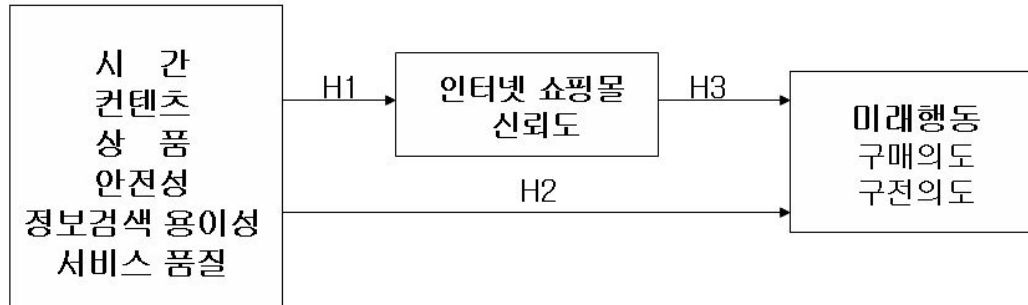 시 간
컨텐츠
상 품
안전성
정보검색 용이성
서비스 품질
H1
인터넷 쇼핑몰
신뢰도
H3
H2
미래행동
구매의도
구전의도